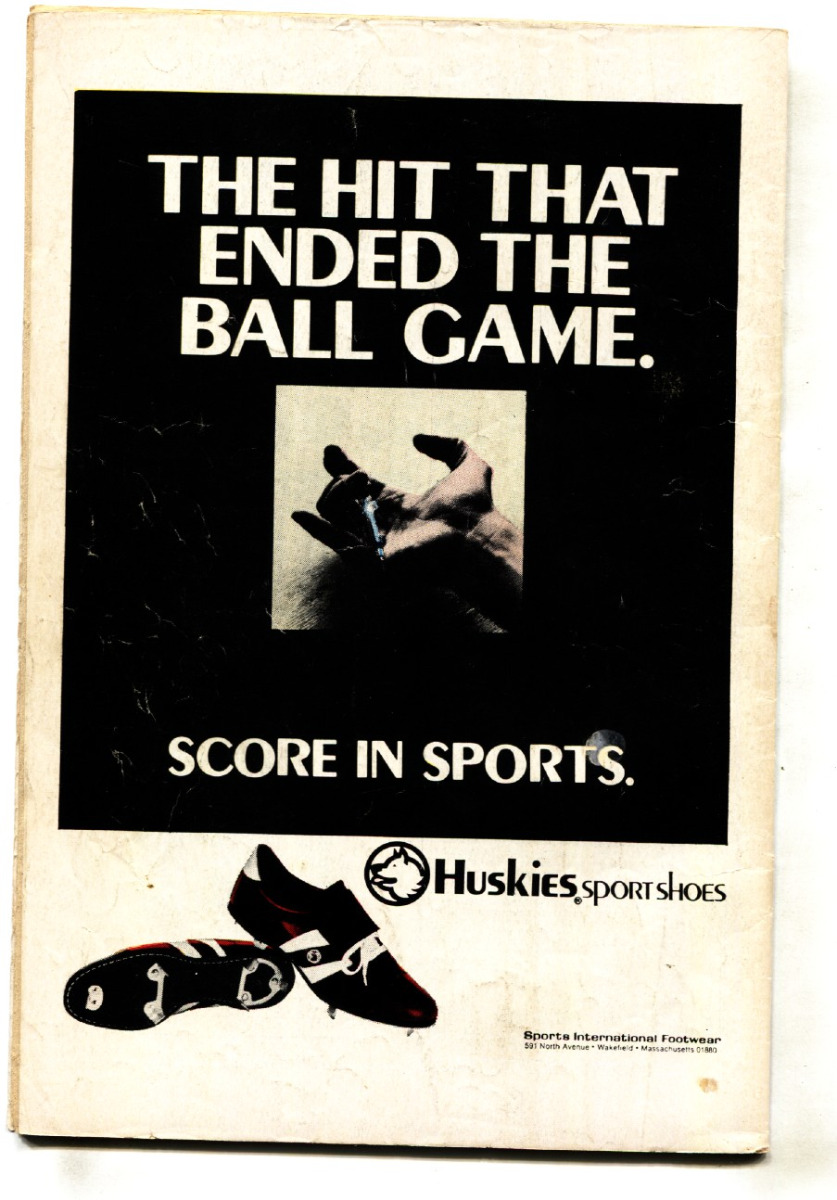 THE HIT THAT
ENDED THE
BALL GAME.
SCORE IN SPORTS.
HUSKIES® SPORT SHOES
Sports International Footwear
591 North Avenue • Wakefield • Massachusetts 01880